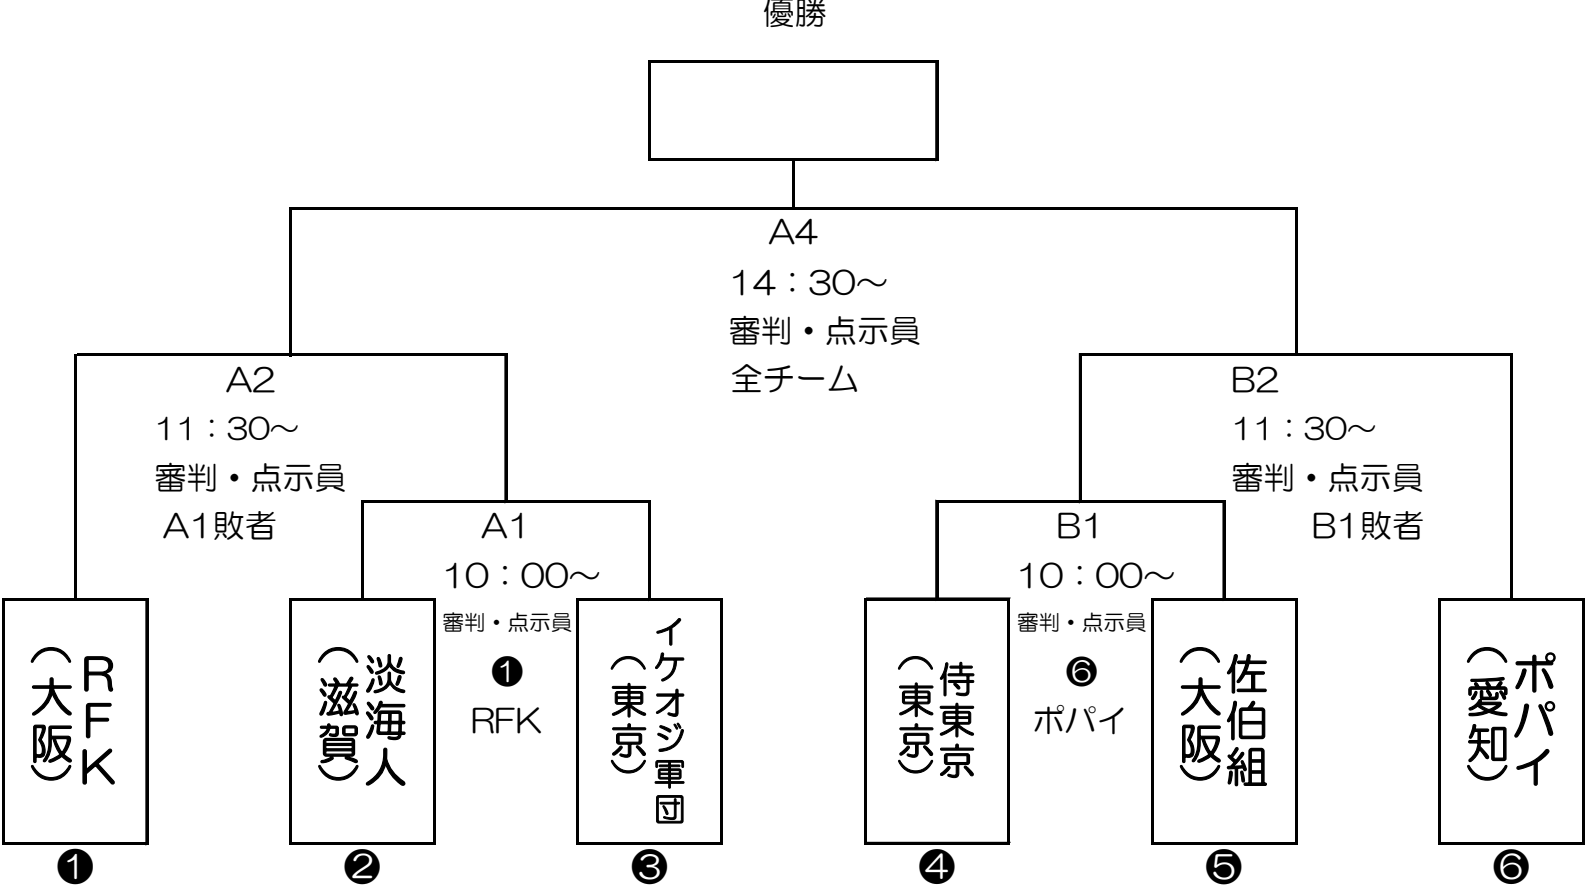 優勝
A4
14：30～
審判・点示員
全チーム
A2
11：30～
審判・点示員
A1敗者
B2
11：30～
審判・点示員
B1敗者
A1
10：00～
審判・点示員
❶
RFK
B1
10：00～
審判・点示員
❻
ポパイ
RFK
（大阪）
淡海人
（滋賀）
イケオジ軍団
（東京）
侍東京
（東京）
佐伯組
（大阪）
ポパイ
（愛知）
❶
❷
❸
❹
❺
❻